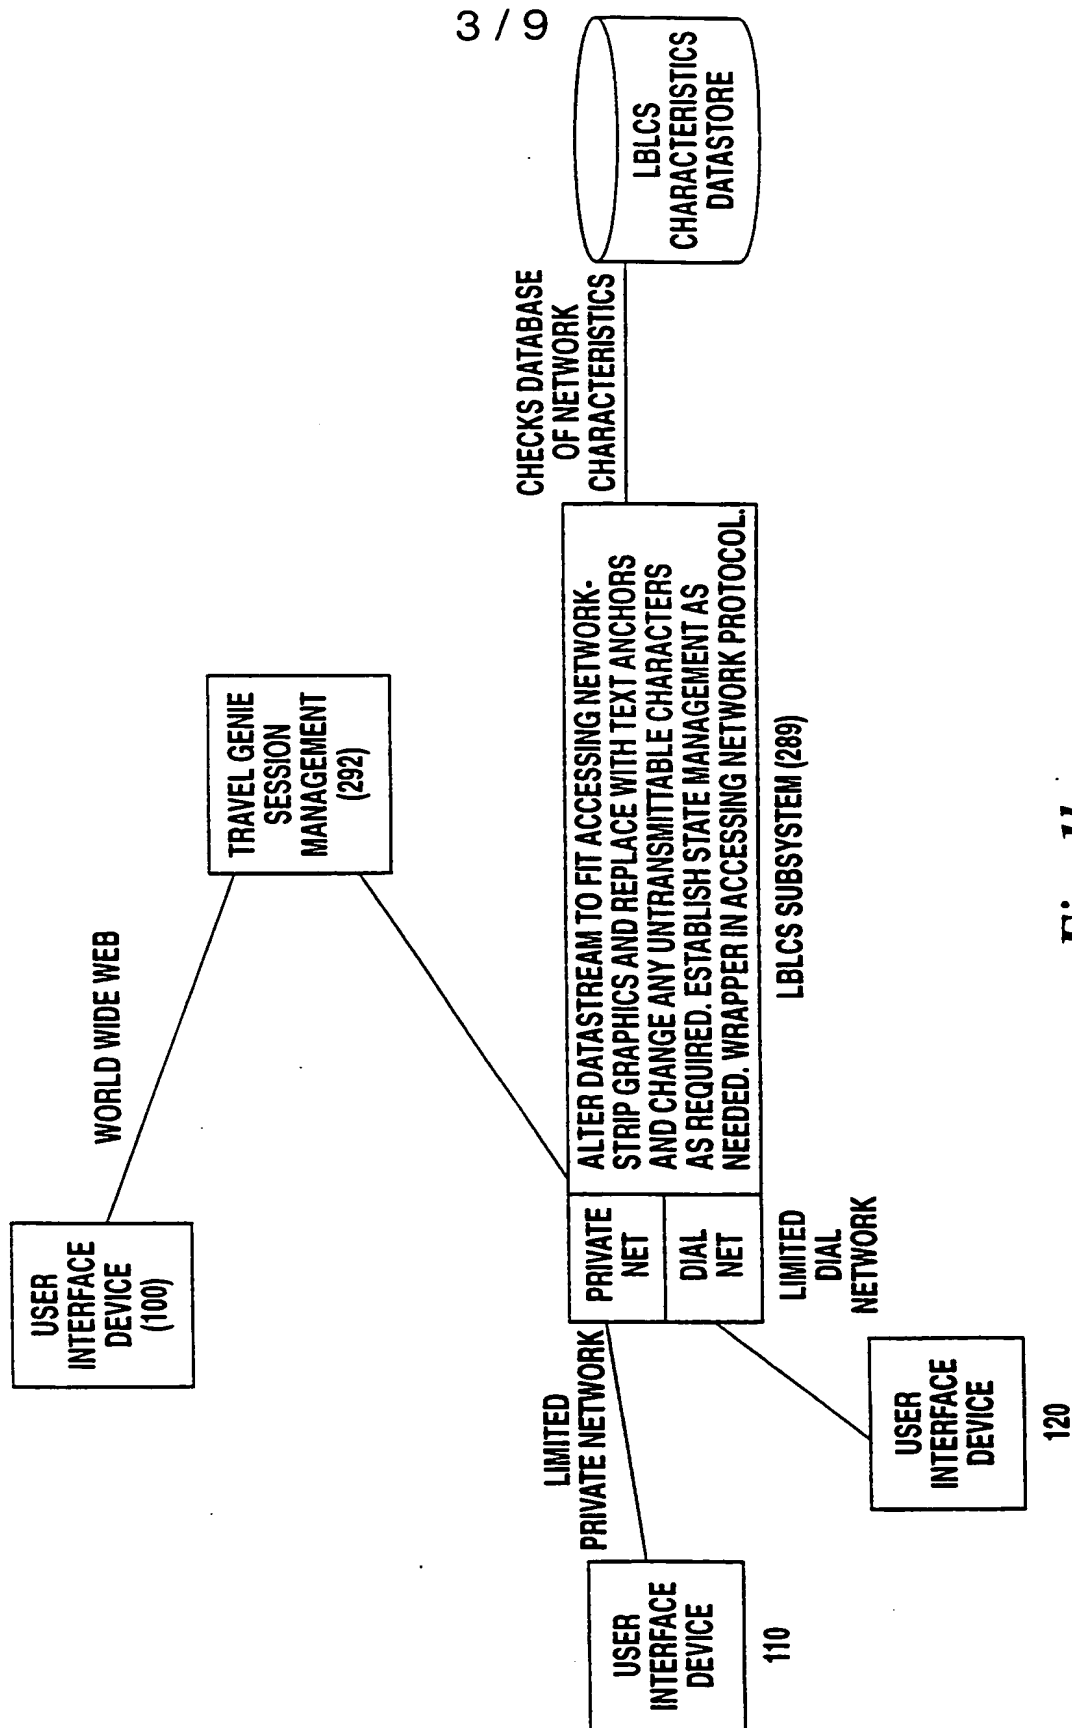 3 / 9
USER
INTERFACE
DEVICE
(100)
WORLD WIDE WEB
TRAVEL GENIE
SESSION
MANAGEMENT
(292)
LIMITED
PRIVATE NETWORK
USER
INTERFACE
DEVICE
110
PRIVATE
NET
DIAL
NET
LIMITED
DIAL
NETWORK
USER
INTERFACE
DEVICE
120
ALTER DATASTREAM TO FIT ACCESSING NETWORK-
STRIP GRAPHICS AND REPLACE WITH TEXT ANCHORS
AND CHANGE ANY UNTRANSMITTABLE CHARACTERS
AS REQUIRED. ESTABLISH STATE MANAGEMENT AS
NEEDED. WRAPPER IN ACCESSING NETWORK PROTOCOL.
LBLCS SUBSYSTEM (289)
CHECKS DATABASE
OF NETWORK
CHARACTERISTICS
LBLCS
CHARACTERISTICS
DATASTORE